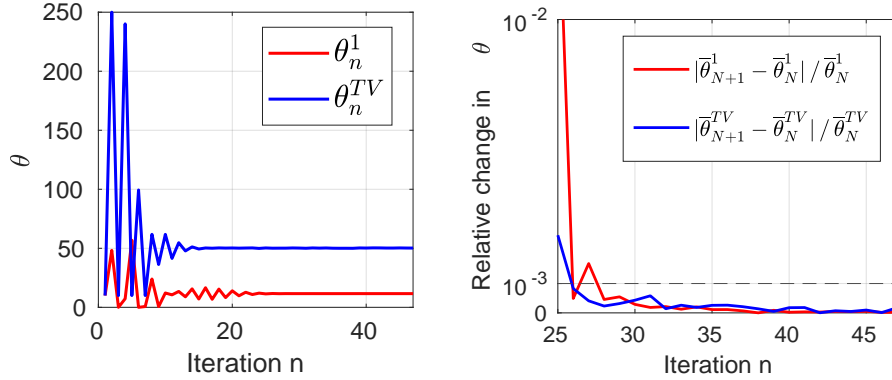 250
200
150
100
50
0
θ
0
20
40
Iteration n
θ_n^1
θ_n^{TV}
10^{-2}
10^{-3}
0
Relative change in θ
25
30
35
40
45
Iteration n
|θ̅_{N+1}^1 − θ̅_N^1| / θ̅_N^1
|θ̅_{N+1}^{TV} − θ̅_N^{TV}| / θ̅_N^{TV}